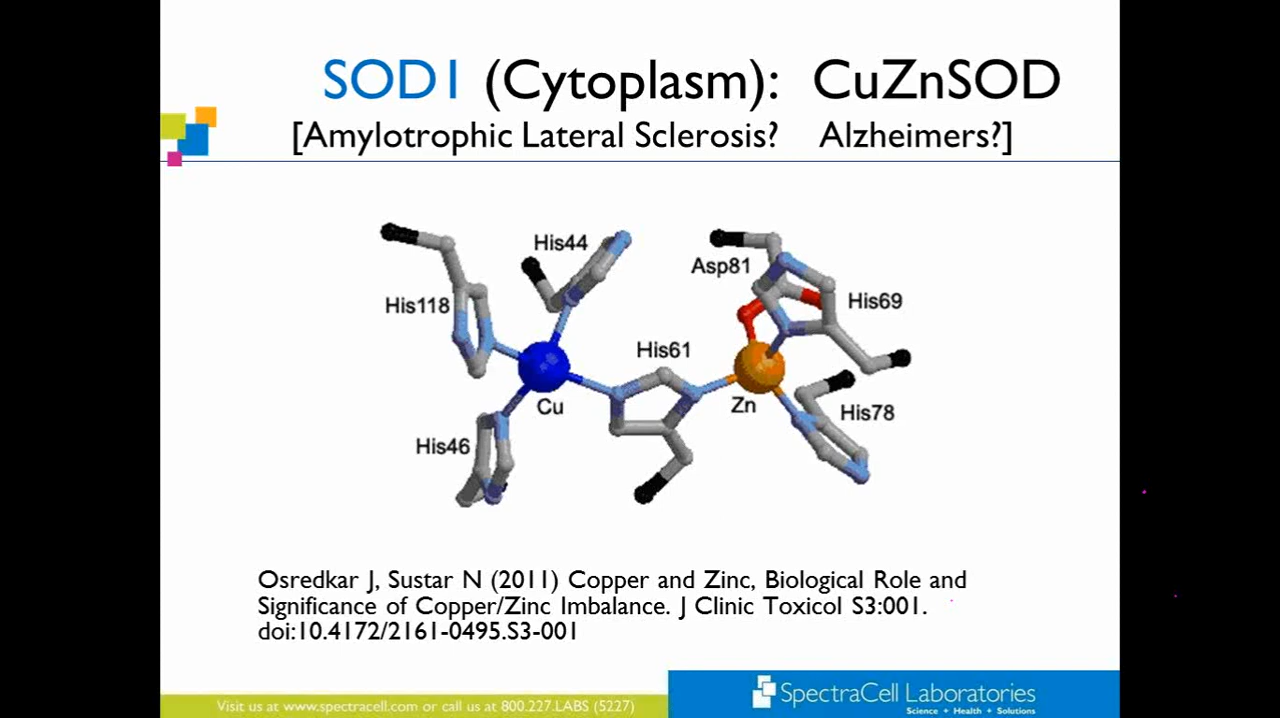 SOD1 (Cytoplasm): CuZnSOD
[Amylotrophic Lateral Sclerosis? Alzheimers?]
His44
Asp81
His118
His69
His61
Cu
Zn
His78
His46
Osredkar J, Sustar N (2011) Copper and Zinc, Biological Role and
Significance of Copper/Zinc Imbalance. J Clinic Toxicol S3:001.
doi:10.4172/2161-0495.S3-001
Visit us at www.spectracell.com or call us at 800.227.LABS (5227)
SpectraCell Laboratories
Science + Health + Solutions